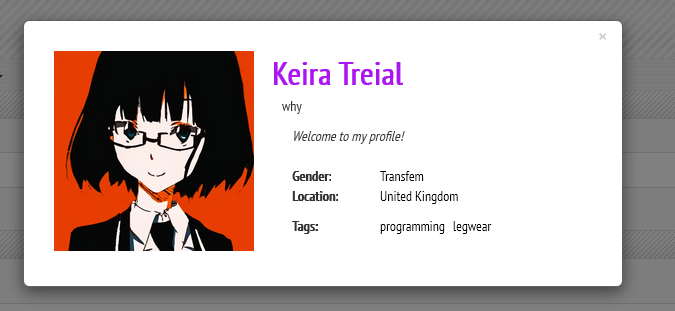 ×
Keira Treial
why
Welcome to my profile!
Gender: Transfem
Location: United Kingdom
Tags: programming legwear